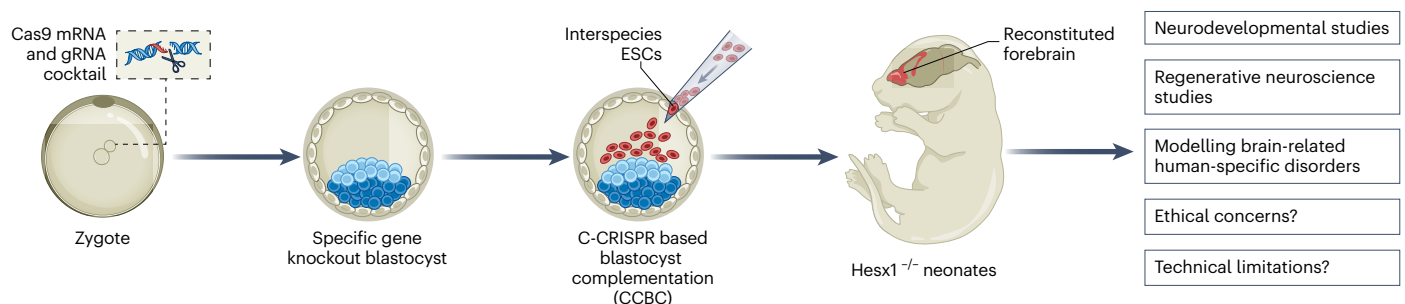 Cas9 mRNA
and gRNA
cocktail
Zygote
Specific gene
knockout blastocyst
Interspecies
ESCs
C-CRISPR based
blastocyst
complementation
(CCBC)
Reconstituted
forebrain
Hesx1 ⁻/⁻ neonates
Neurodevelopmental studies
Regenerative neuroscience
studies
Modelling brain-related
human-specific disorders
Ethical concerns?
Technical limitations?